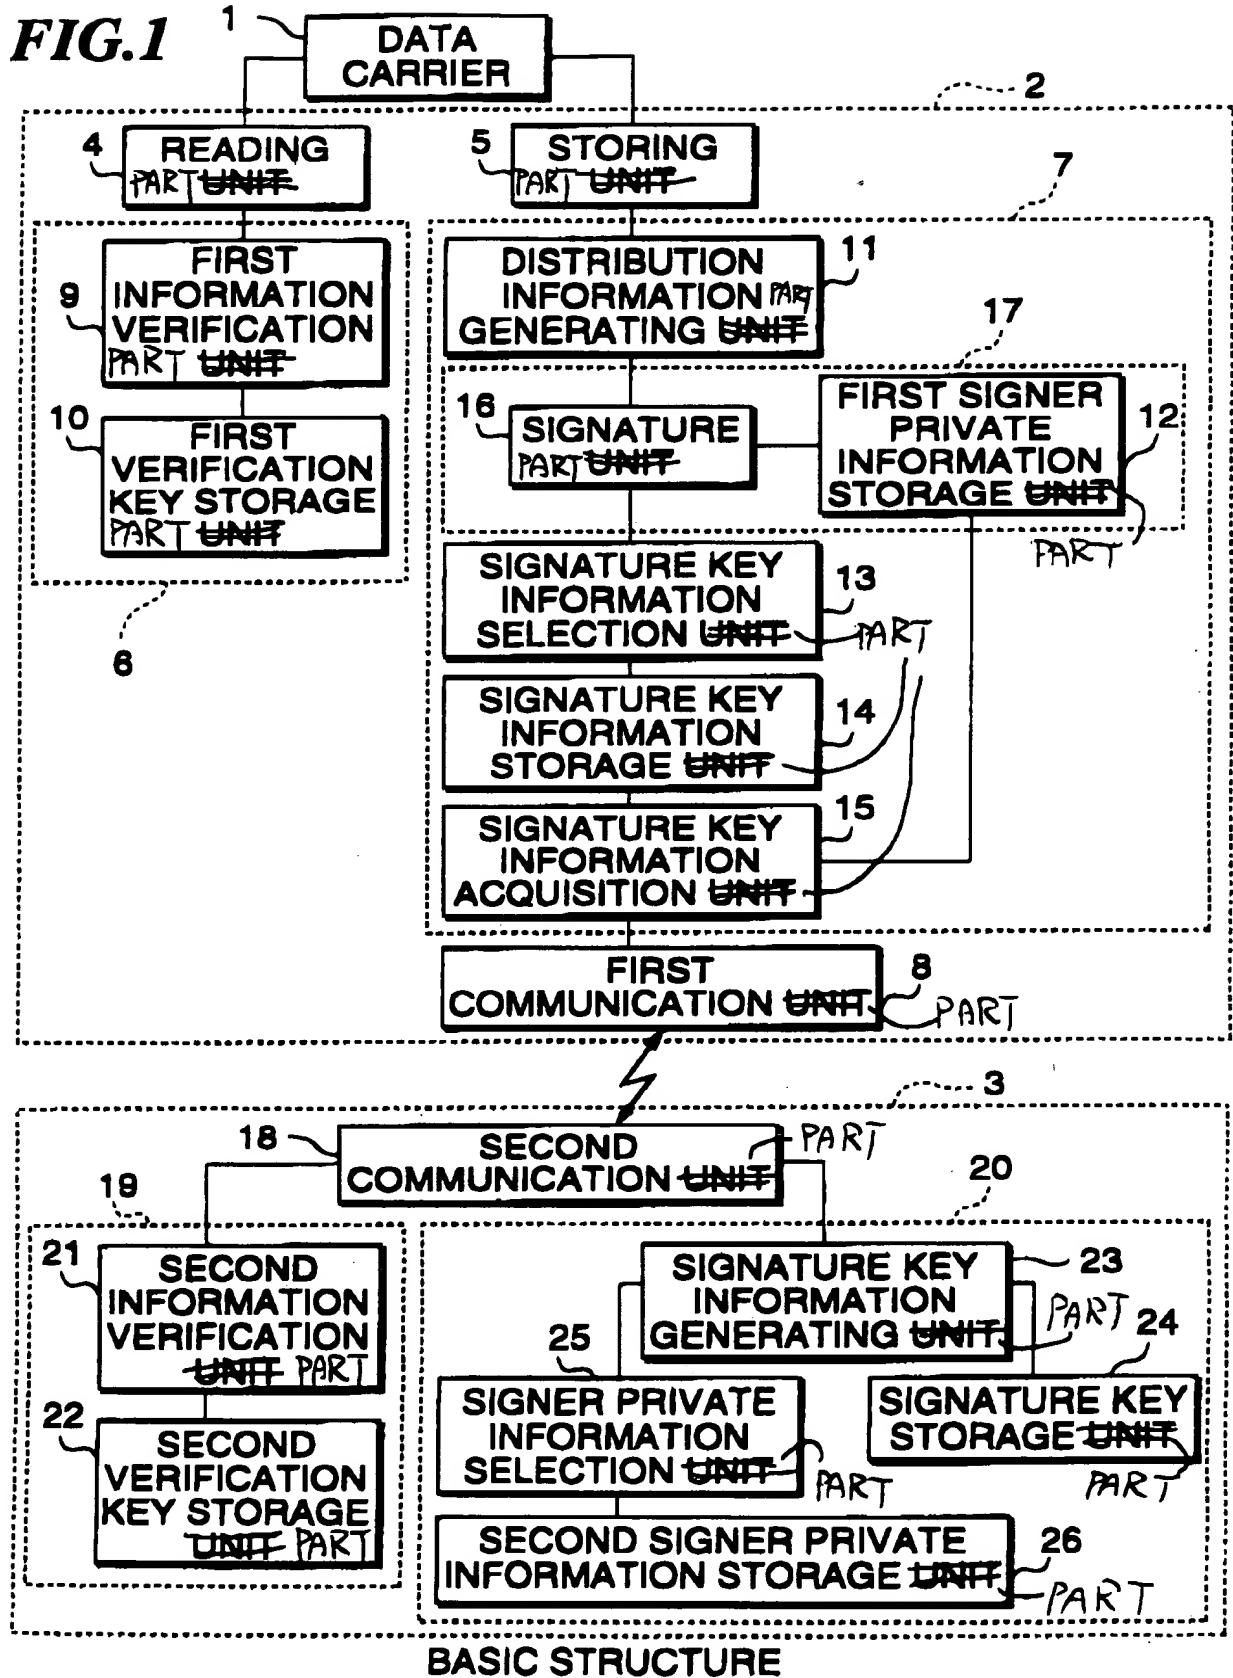 FIG.1
1
DATA
CARRIER
2
4
READING
PART UNIT
5
STORING
PART UNIT
7
9
FIRST
INFORMATION
VERIFICATION
PART UNIT
10
FIRST
VERIFICATION
KEY STORAGE
PART UNIT
6
11
DISTRIBUTION
INFORMATION PART
GENERATING UNIT
17
16
SIGNATURE
PART UNIT
12
FIRST SIGNER
PRIVATE
INFORMATION
STORAGE UNIT
PART
13
SIGNATURE KEY
INFORMATION
SELECTION UNIT PART
14
SIGNATURE KEY
INFORMATION
STORAGE UNIT
15
SIGNATURE KEY
INFORMATION
ACQUISITION UNIT
8
FIRST
COMMUNICATION UNIT PART
3
18
SECOND PART
COMMUNICATION UNIT
19
20
21
SECOND
INFORMATION
VERIFICATION
UNIT PART
22
SECOND
VERIFICATION
KEY STORAGE
UNIT PART
23
SIGNATURE KEY
INFORMATION PART
GENERATING UNIT
24
SIGNATURE KEY
STORAGE UNIT
PART
25
SIGNER PRIVATE
INFORMATION
SELECTION UNIT PART
26
SECOND SIGNER PRIVATE
INFORMATION STORAGE UNIT
PART
BASIC STRUCTURE